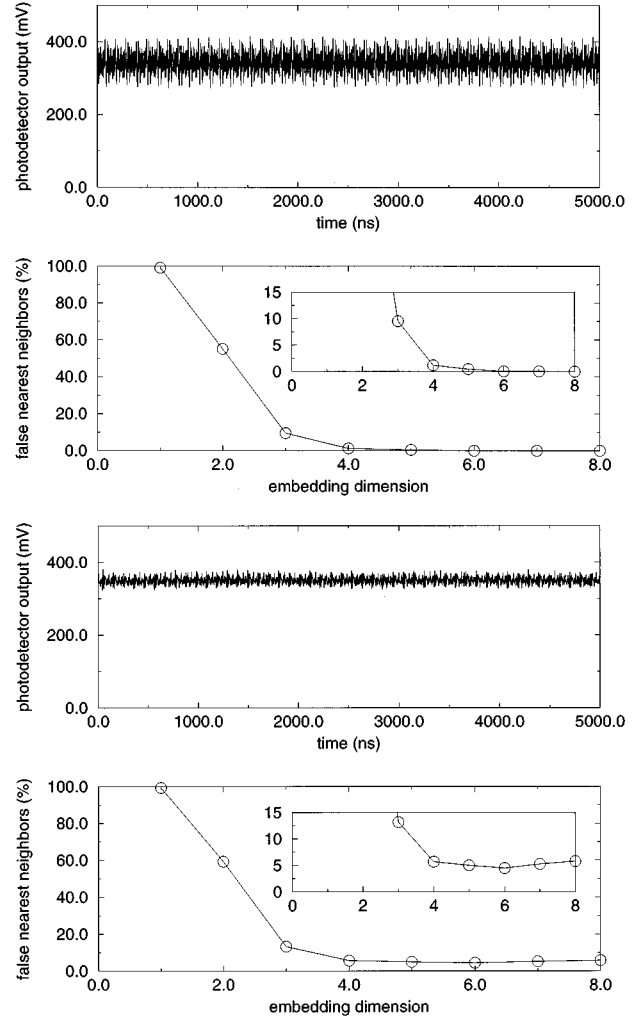 photodetector output (mV)
400.0
200.0
0.0
0.0 1000.0 2000.0 3000.0 4000.0 5000.0
time (ns)
false nearest neighbors (%)
100.0
80.0
60.0
40.0
20.0
0.0
15
10
5
0
0 2 4 6 8
0.0 2.0 4.0 6.0 8.0
embedding dimension
photodetector output (mV)
400.0
200.0
0.0
0.0 1000.0 2000.0 3000.0 4000.0 5000.0
time (ns)
false nearest neighbors (%)
100.0
80.0
60.0
40.0
20.0
0.0
15
10
5
0
0 2 4 6 8
0.0 2.0 4.0 6.0 8.0
embedding dimension